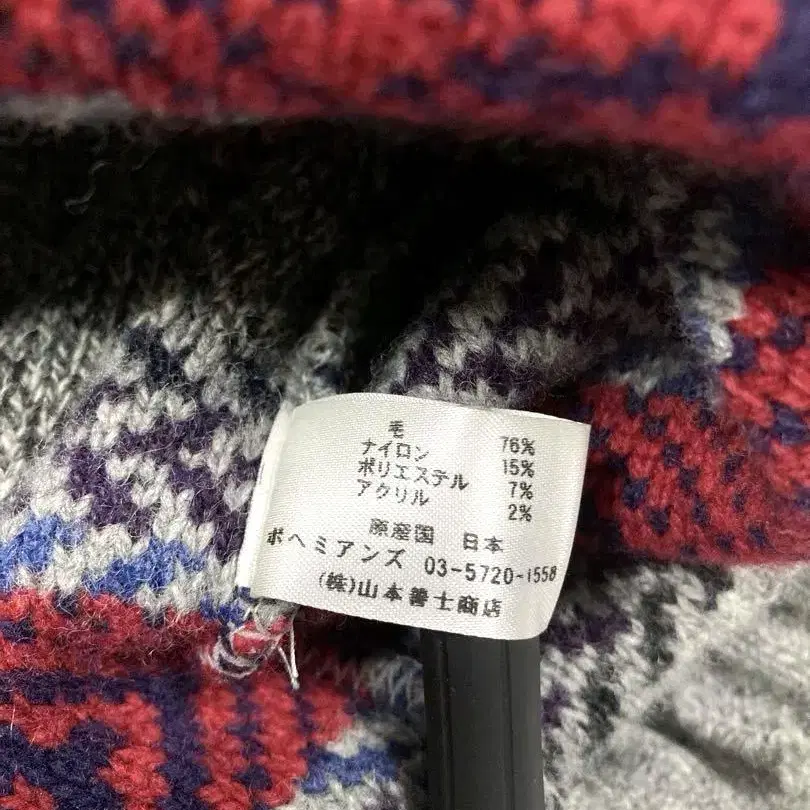 毛 76%
ナイロン 15%
ポリエステル 7%
アクリル 2%
原産国 日本
ボヘミアンズ 03-5720-1558
(株)山本善士商店